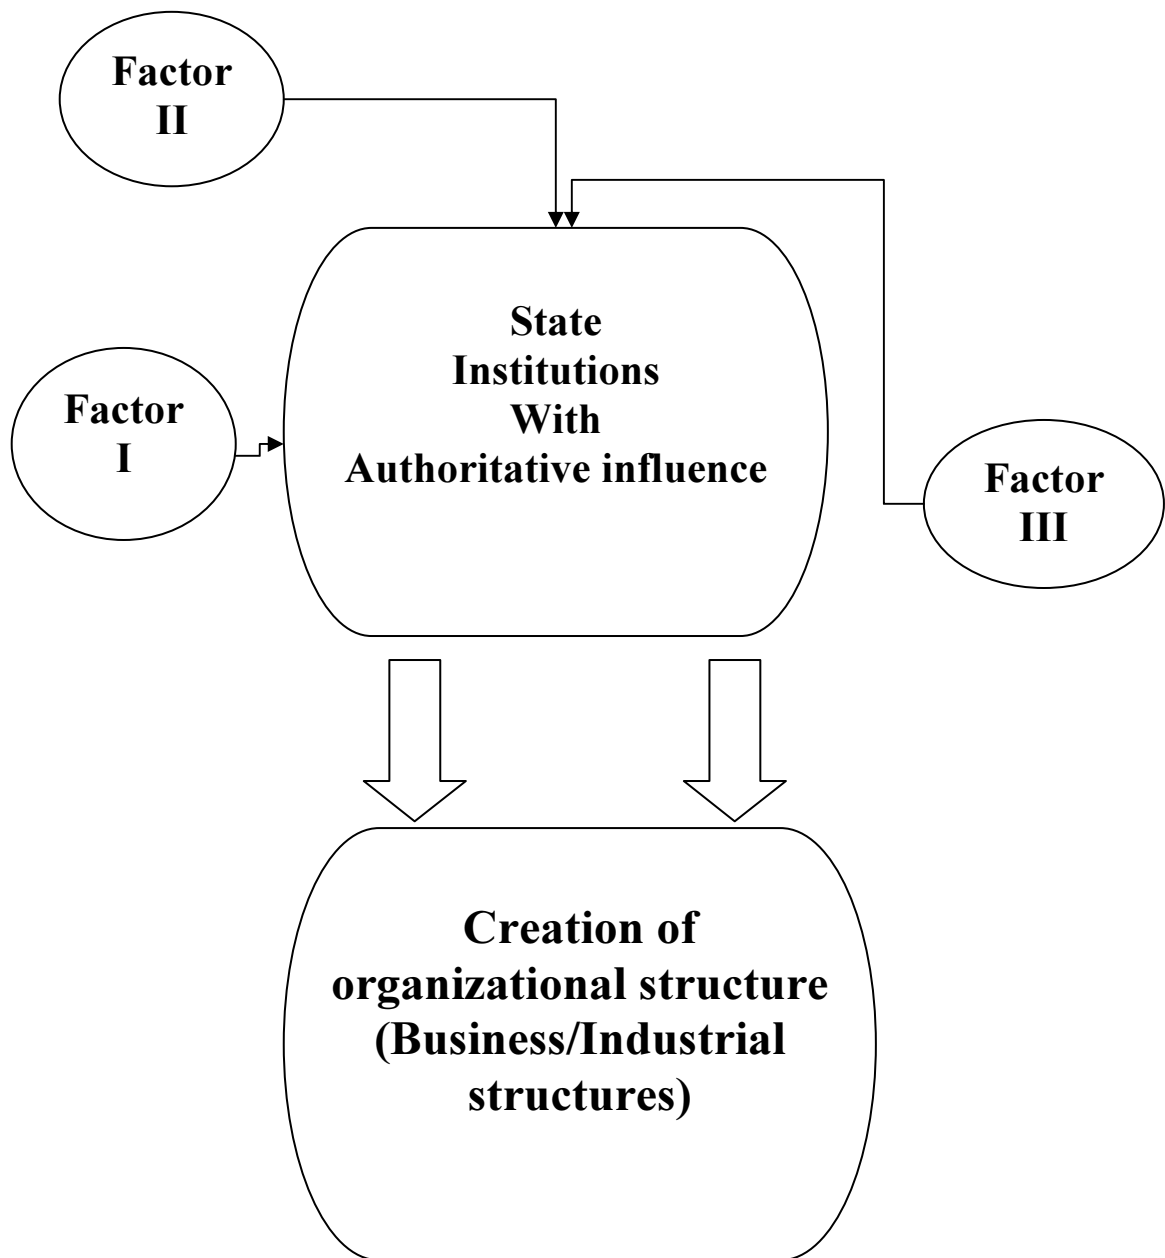 Factor
II
State
Institutions
With
Authoritative influence
Factor
I
Factor
III
Creation of
organizational structure
(Business/Industrial
structures)